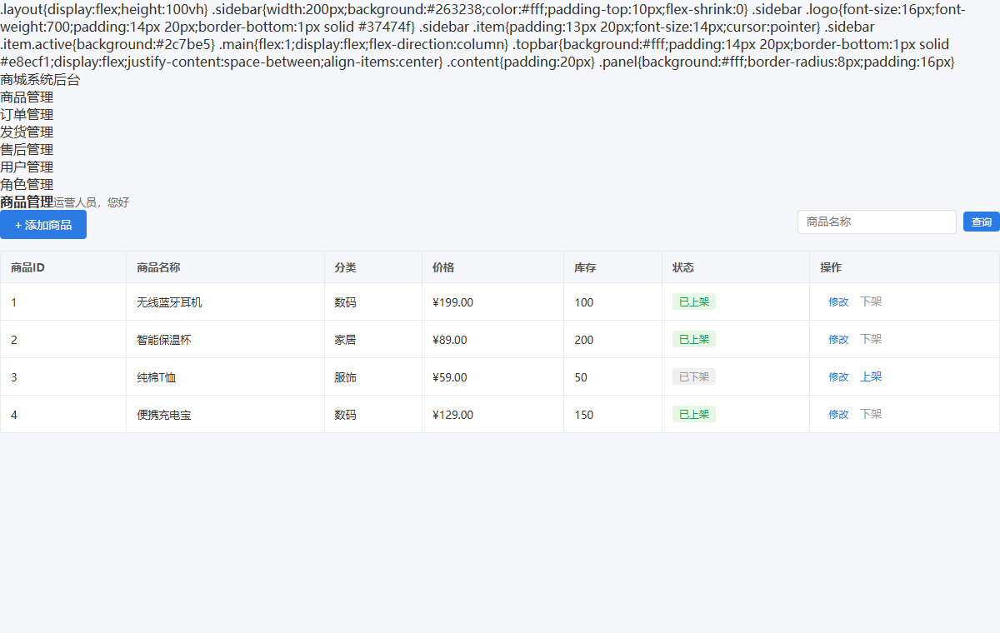 .layout{display:flex;height:100vh} .sidebar{width:200px;background:#263238;color:#fff;padding-top:10px;flex-shrink:0} .sidebar .logo{font-size:16px;font-
weight:700;padding:14px 20px;border-bottom:1px solid #37474f} .sidebar .item{padding:13px 20px;font-size:14px;cursor:pointer} .sidebar
.item.active{background:#2c7be5} .main{flex:1;display:flex;flex-direction:column} .topbar{background:#fff;padding:14px 20px;border-bottom:1px solid
#e8ecf1;display:flex;justify-content:space-between;align-items:center} .content{padding:20px} .panel{background:#fff;border-radius:8px;padding:16px}
商城系统后台
商品管理
订单管理
发货管理
售后管理
用户管理
角色管理
商品管理运营人员，您好
+ 添加商品 商品名称 查询
商品ID 商品名称 分类 价格 库存 状态 操作
1 无线蓝牙耳机 数码 ¥199.00 100 已上架 修改 下架
2 智能保温杯 家居 ¥89.00 200 已上架 修改 下架
3 纯棉T恤 服饰 ¥59.00 50 已下架 修改 上架
4 便携充电宝 数码 ¥129.00 150 已上架 修改 下架